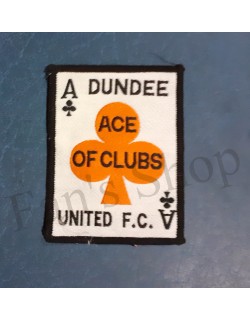 A DUNDEE
ACE
OF CLUBS
UNITED F.C. A
Fan's Shop